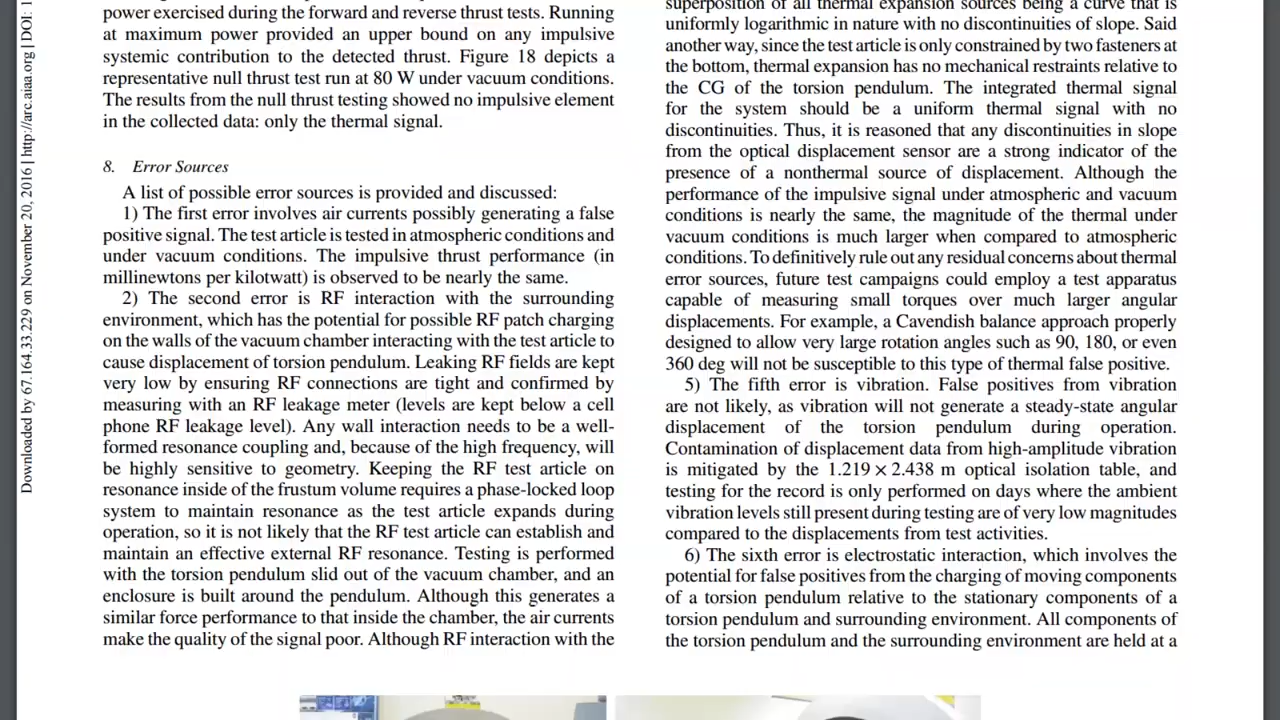 Downloaded by 67.164.33.229 on November 20, 2016 | http://arc.aiaa.org | DOI: 1
power exercised during the forward and reverse thrust tests. Running
at maximum power provided an upper bound on any impulsive
systemic contribution to the detected thrust. Figure 18 depicts a
representative null thrust test run at 80 W under vacuum conditions.
The results from the null thrust testing showed no impulsive element
in the collected data: only the thermal signal.
8. Error Sources
A list of possible error sources is provided and discussed:
1) The first error involves air currents possibly generating a false
positive signal. The test article is tested in atmospheric conditions and
under vacuum conditions. The impulsive thrust performance (in
millinewtons per kilotwatt) is observed to be nearly the same.
2) The second error is RF interaction with the surrounding
environment, which has the potential for possible RF patch charging
on the walls of the vacuum chamber interacting with the test article to
cause displacement of torsion pendulum. Leaking RF fields are kept
very low by ensuring RF connections are tight and confirmed by
measuring with an RF leakage meter (levels are kept below a cell
phone RF leakage level). Any wall interaction needs to be a well-
formed resonance coupling and, because of the high frequency, will
be highly sensitive to geometry. Keeping the RF test article on
resonance inside of the frustum volume requires a phase-locked loop
system to maintain resonance as the test article expands during
operation, so it is not likely that the RF test article can establish and
maintain an effective external RF resonance. Testing is performed
with the torsion pendulum slid out of the vacuum chamber, and an
enclosure is built around the pendulum. Although this generates a
similar force performance to that inside the chamber, the air currents
make the quality of the signal poor. Although RF interaction with the
superposition of all thermal expansion sources being a curve that is
uniformly logarithmic in nature with no discontinuities of slope. Said
another way, since the test article is only constrained by two fasteners at
the bottom, thermal expansion has no mechanical restraints relative to
the CG of the torsion pendulum. The integrated thermal signal
for the system should be a uniform thermal signal with no
discontinuities. Thus, it is reasoned that any discontinuities in slope
from the optical displacement sensor are a strong indicator of the
presence of a nonthermal source of displacement. Although the
performance of the impulsive signal under atmospheric and vacuum
conditions is nearly the same, the magnitude of the thermal under
vacuum conditions is much larger when compared to atmospheric
conditions. To definitively rule out any residual concerns about thermal
error sources, future test campaigns could employ a test apparatus
capable of measuring small torques over much larger angular
displacements. For example, a Cavendish balance approach properly
designed to allow very large rotation angles such as 90, 180, or even
360 deg will not be susceptible to this type of thermal false positive.
5) The fifth error is vibration. False positives from vibration
are not likely, as vibration will not generate a steady-state angular
displacement of the torsion pendulum during operation.
Contamination of displacement data from high-amplitude vibration
is mitigated by the 1.219 × 2.438 m optical isolation table, and
testing for the record is only performed on days where the ambient
vibration levels still present during testing are of very low magnitudes
compared to the displacements from test activities.
6) The sixth error is electrostatic interaction, which involves the
potential for false positives from the charging of moving components
of a torsion pendulum relative to the stationary components of a
torsion pendulum and surrounding environment. All components of
the torsion pendulum and the surrounding environment are held at a